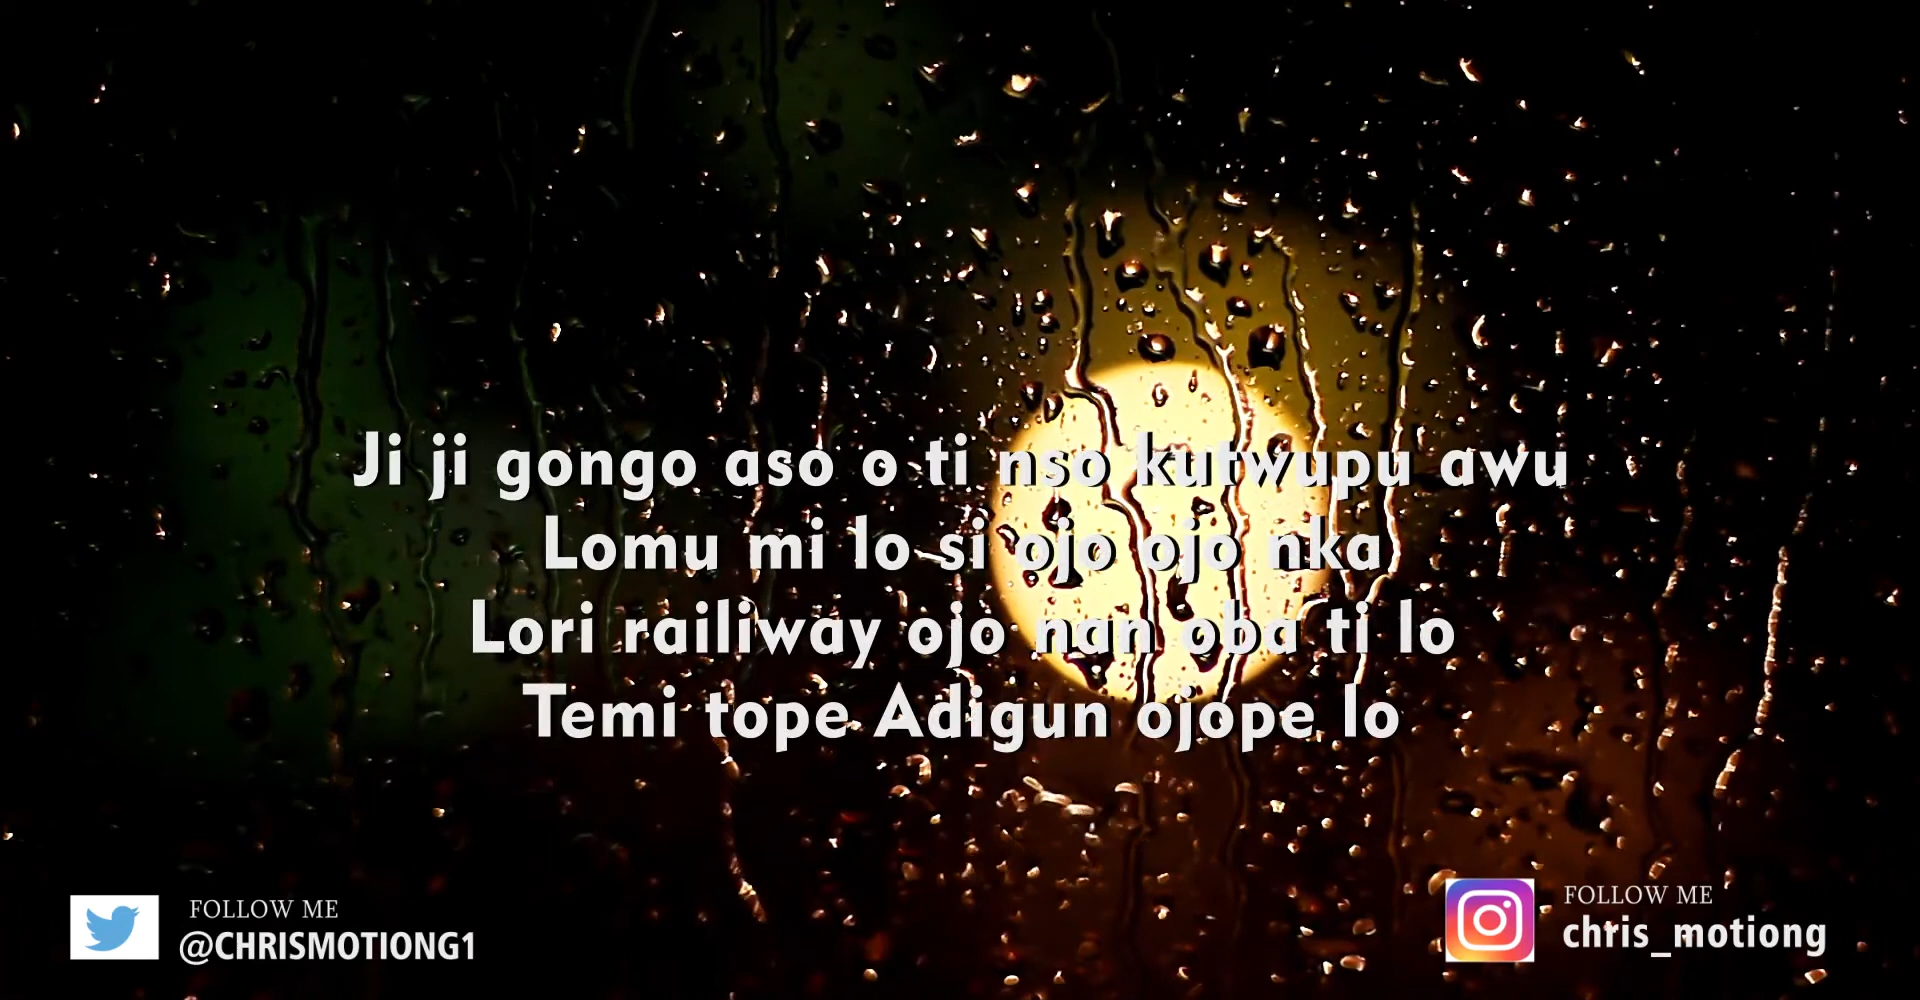 Ji ji gongo aso o ti nso kutwupu awu
Lomu mi lo si ojo ojo nka
Lori railiway ojo nan oba ti lo
Temi tope Adigun ojope lo
FOLLOW ME
@CHRISMOTIONG1
FOLLOW ME
chris_motiong